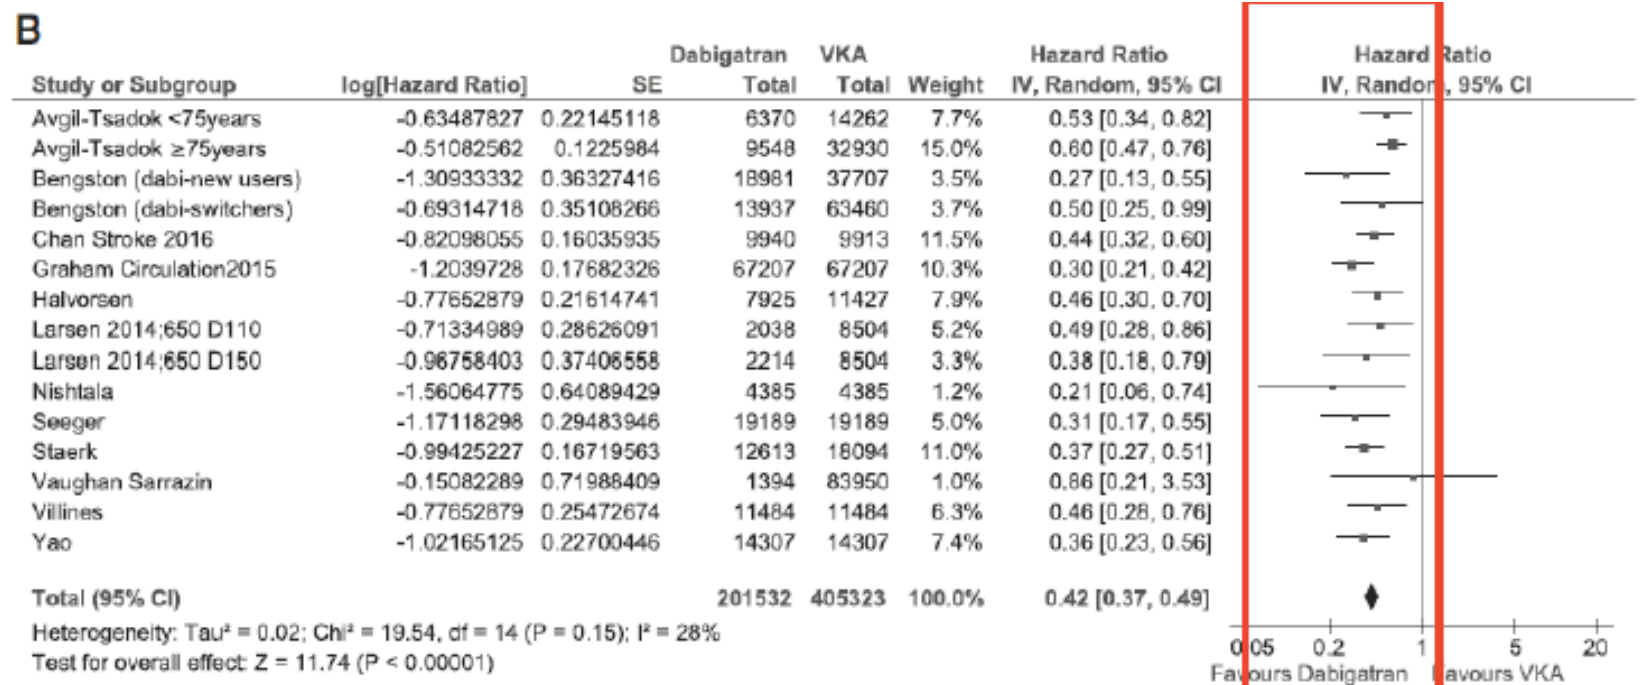 B
Dabigatran VKA Hazard Ratio Hazard Ratio
Study or Subgroup log[Hazard Ratio] SE Total Total Weight IV, Random, 95% CI IV, Random, 95% CI
Avgil-Tsadok <75years -0.63487827 0.22145118 6370 14262 7.7% 0.53 [0.34, 0.82]
Avgil-Tsadok ≥75years -0.51082562 0.1225984 9548 32930 15.0% 0.60 [0.47, 0.76]
Bengston (dabi-new users) -1.30933332 0.36327416 18981 37707 3.5% 0.27 [0.13, 0.55]
Bengston (dabi-switchers) -0.69314718 0.35108266 13937 63460 3.7% 0.50 [0.25, 0.99]
Chan Stroke 2016 -0.82098055 0.16035935 9940 9913 11.5% 0.44 [0.32, 0.60]
Graham Circulation2015 -1.2039728 0.17682326 67207 67207 10.3% 0.30 [0.21, 0.42]
Halvorsen -0.77652879 0.21614741 7925 11427 7.9% 0.46 [0.30, 0.70]
Larsen 2014;650 D110 -0.71334989 0.28626091 2038 8504 5.2% 0.49 [0.28, 0.86]
Larsen 2014;650 D150 -0.96758403 0.37406558 2214 8504 3.3% 0.38 [0.18, 0.79]
Nishtala -1.56064775 0.64089429 4385 4385 1.2% 0.21 [0.06, 0.74]
Seeger -1.17118298 0.29483946 19189 19189 5.0% 0.31 [0.17, 0.55]
Staerk -0.99425227 0.16719563 12613 18094 11.0% 0.37 [0.27, 0.51]
Vaughan Sarrazin -0.15082289 0.71988409 1394 83950 1.0% 0.86 [0.21, 3.53]
Villines -0.77652879 0.25472674 11484 11484 6.3% 0.46 [0.28, 0.76]
Yao -1.02165125 0.22700446 14307 14307 7.4% 0.36 [0.23, 0.56]
Total (95% CI) 201532 405323 100.0% 0.42 [0.37, 0.49]
Heterogeneity: Tau² = 0.02; Chi² = 19.54, df = 14 (P = 0.15); I² = 28%
Test for overall effect: Z = 11.74 (P < 0.00001)
0.05 0.2 1 5 20
Favours Dabigatran Favours VKA